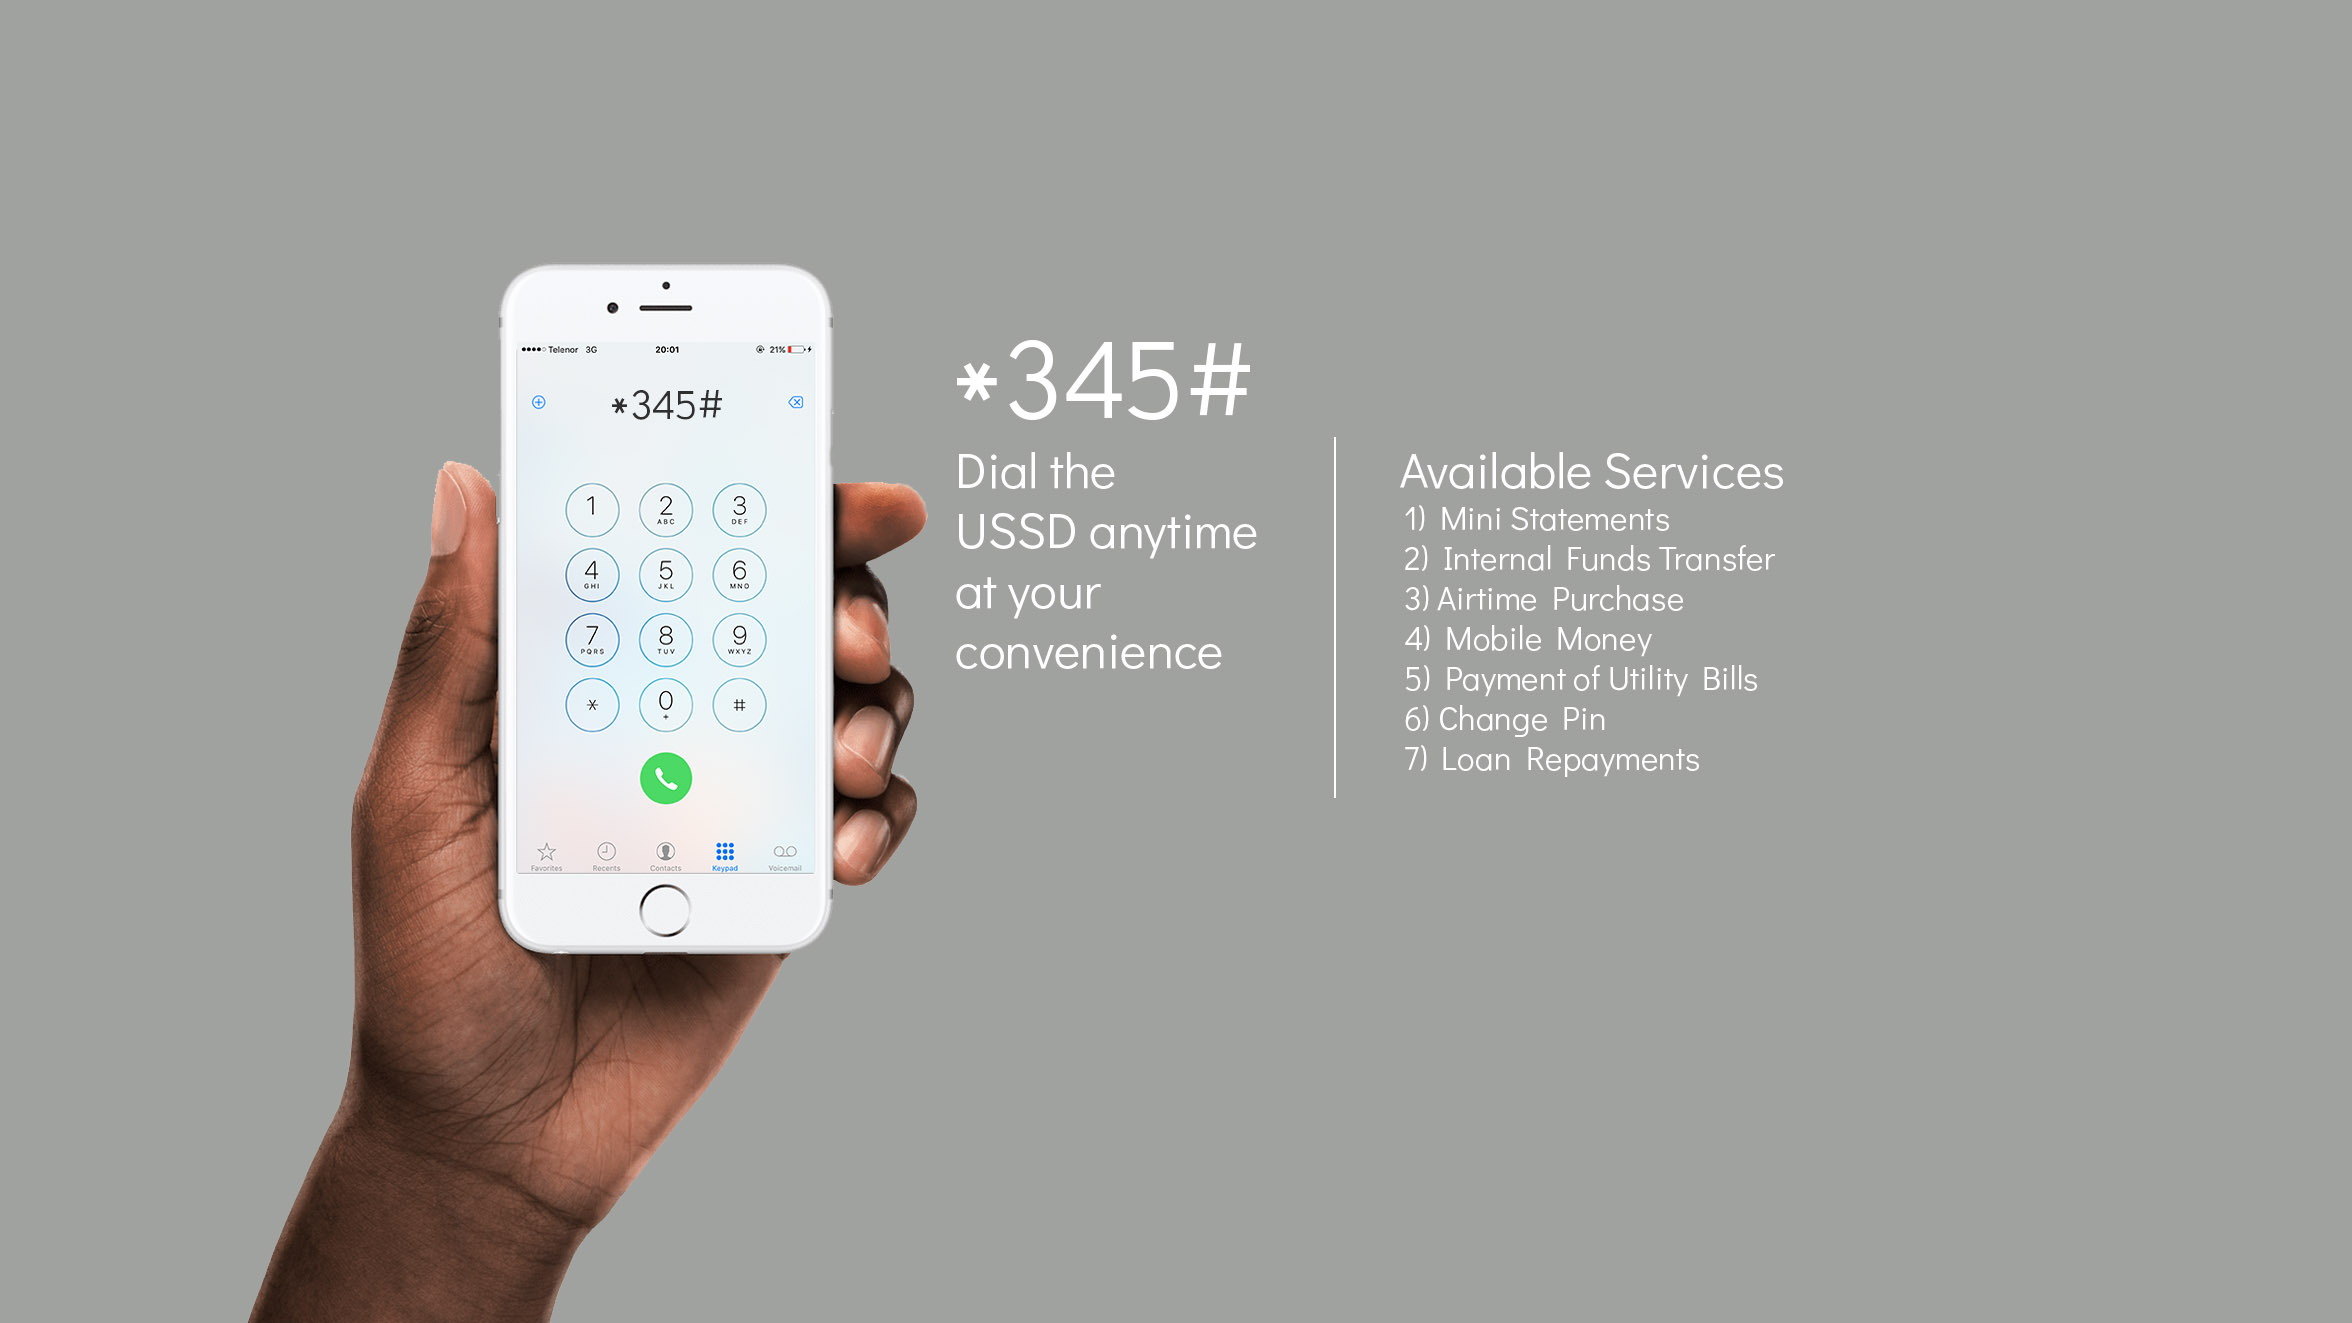 ●●●●○ Telenor 3G 20:01 21%
*345#
1 2 3
ABC DEF
4 5 6
GHI JKL MNO
7 8 9
PQRS TUV WXYZ
* 0 #
+
Favorites Recents Contacts Keypad Voicemail
*345#
Dial the
USSD anytime
at your
convenience
Available Services
1) Mini Statements
2) Internal Funds Transfer
3) Airtime Purchase
4) Mobile Money
5) Payment of Utility Bills
6) Change Pin
7) Loan Repayments